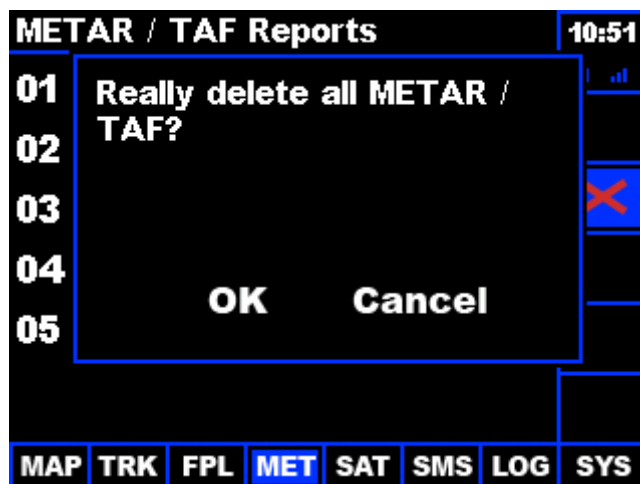 METAR / TAF Reports 10:51
01
Really delete all METAR /
TAF?
02
03
04
OK Cancel
05
MAP TRK FPL MET SAT SMS LOG SYS